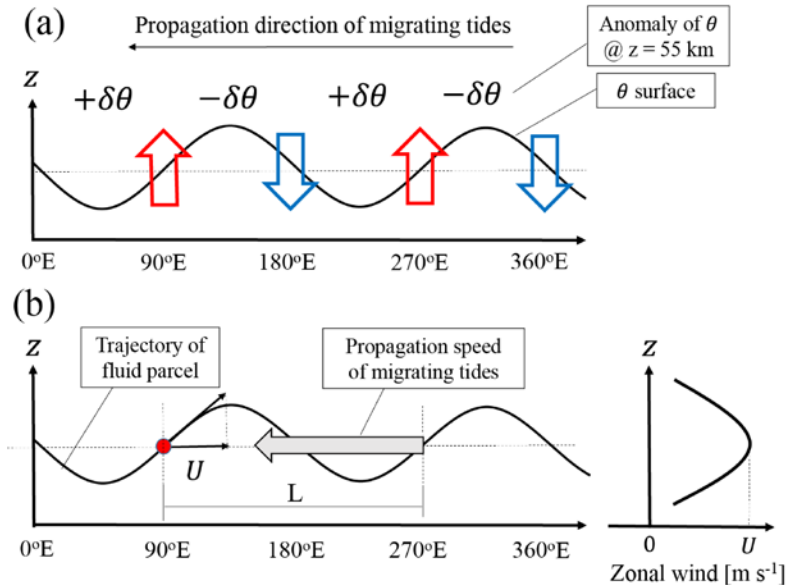 (a)
Propagation direction of migrating tides
Anomaly of θ
@ z = 55 km
θ surface
z
+δθ −δθ +δθ −δθ
0°E 90°E 180°E 270°E 360°E
(b)
z
Trajectory of
fluid parcel
Propagation speed
of migrating tides
U
L
0°E 90°E 180°E 270°E 360°E
z
0 U
Zonal wind [m s⁻¹]